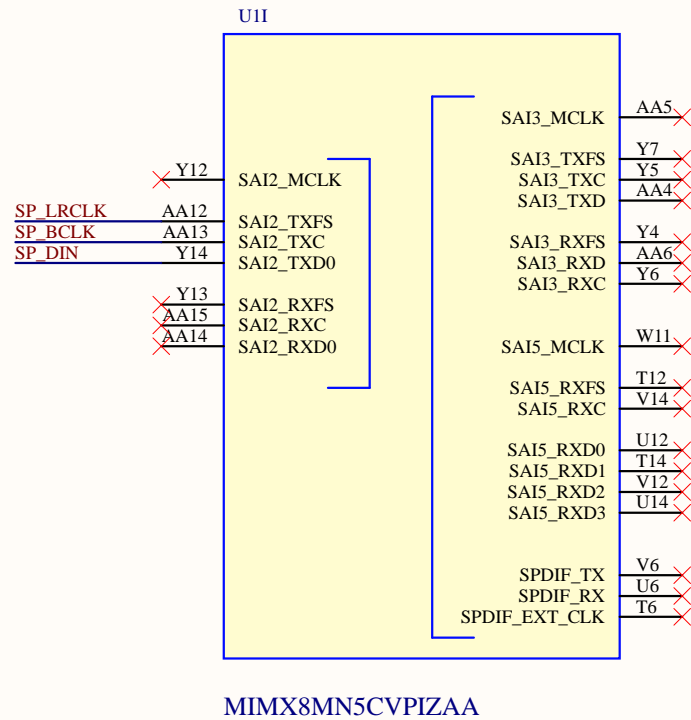 U1I
Y12 SAI2_MCLK
SP_LRCLK AA12 SAI2_TXFS
SP_BCLK AA13 SAI2_TXC
SP_DIN Y14 SAI2_TXD0
Y13 SAI2_RXFS
AA15 SAI2_RXC
AA14 SAI2_RXD0
SAI3_MCLK AA5
SAI3_TXFS Y7
SAI3_TXC Y5
SAI3_TXD AA4
SAI3_RXFS Y4
SAI3_RXD AA6
SAI3_RXC Y6
SAI5_MCLK W11
SAI5_RXFS T12
SAI5_RXC V14
SAI5_RXD0 U12
SAI5_RXD1 T14
SAI5_RXD2 V12
SAI5_RXD3 U14
SPDIF_TX V6
SPDIF_RX U6
SPDIF_EXT_CLK T6
MIMX8MN5CVPIZAA